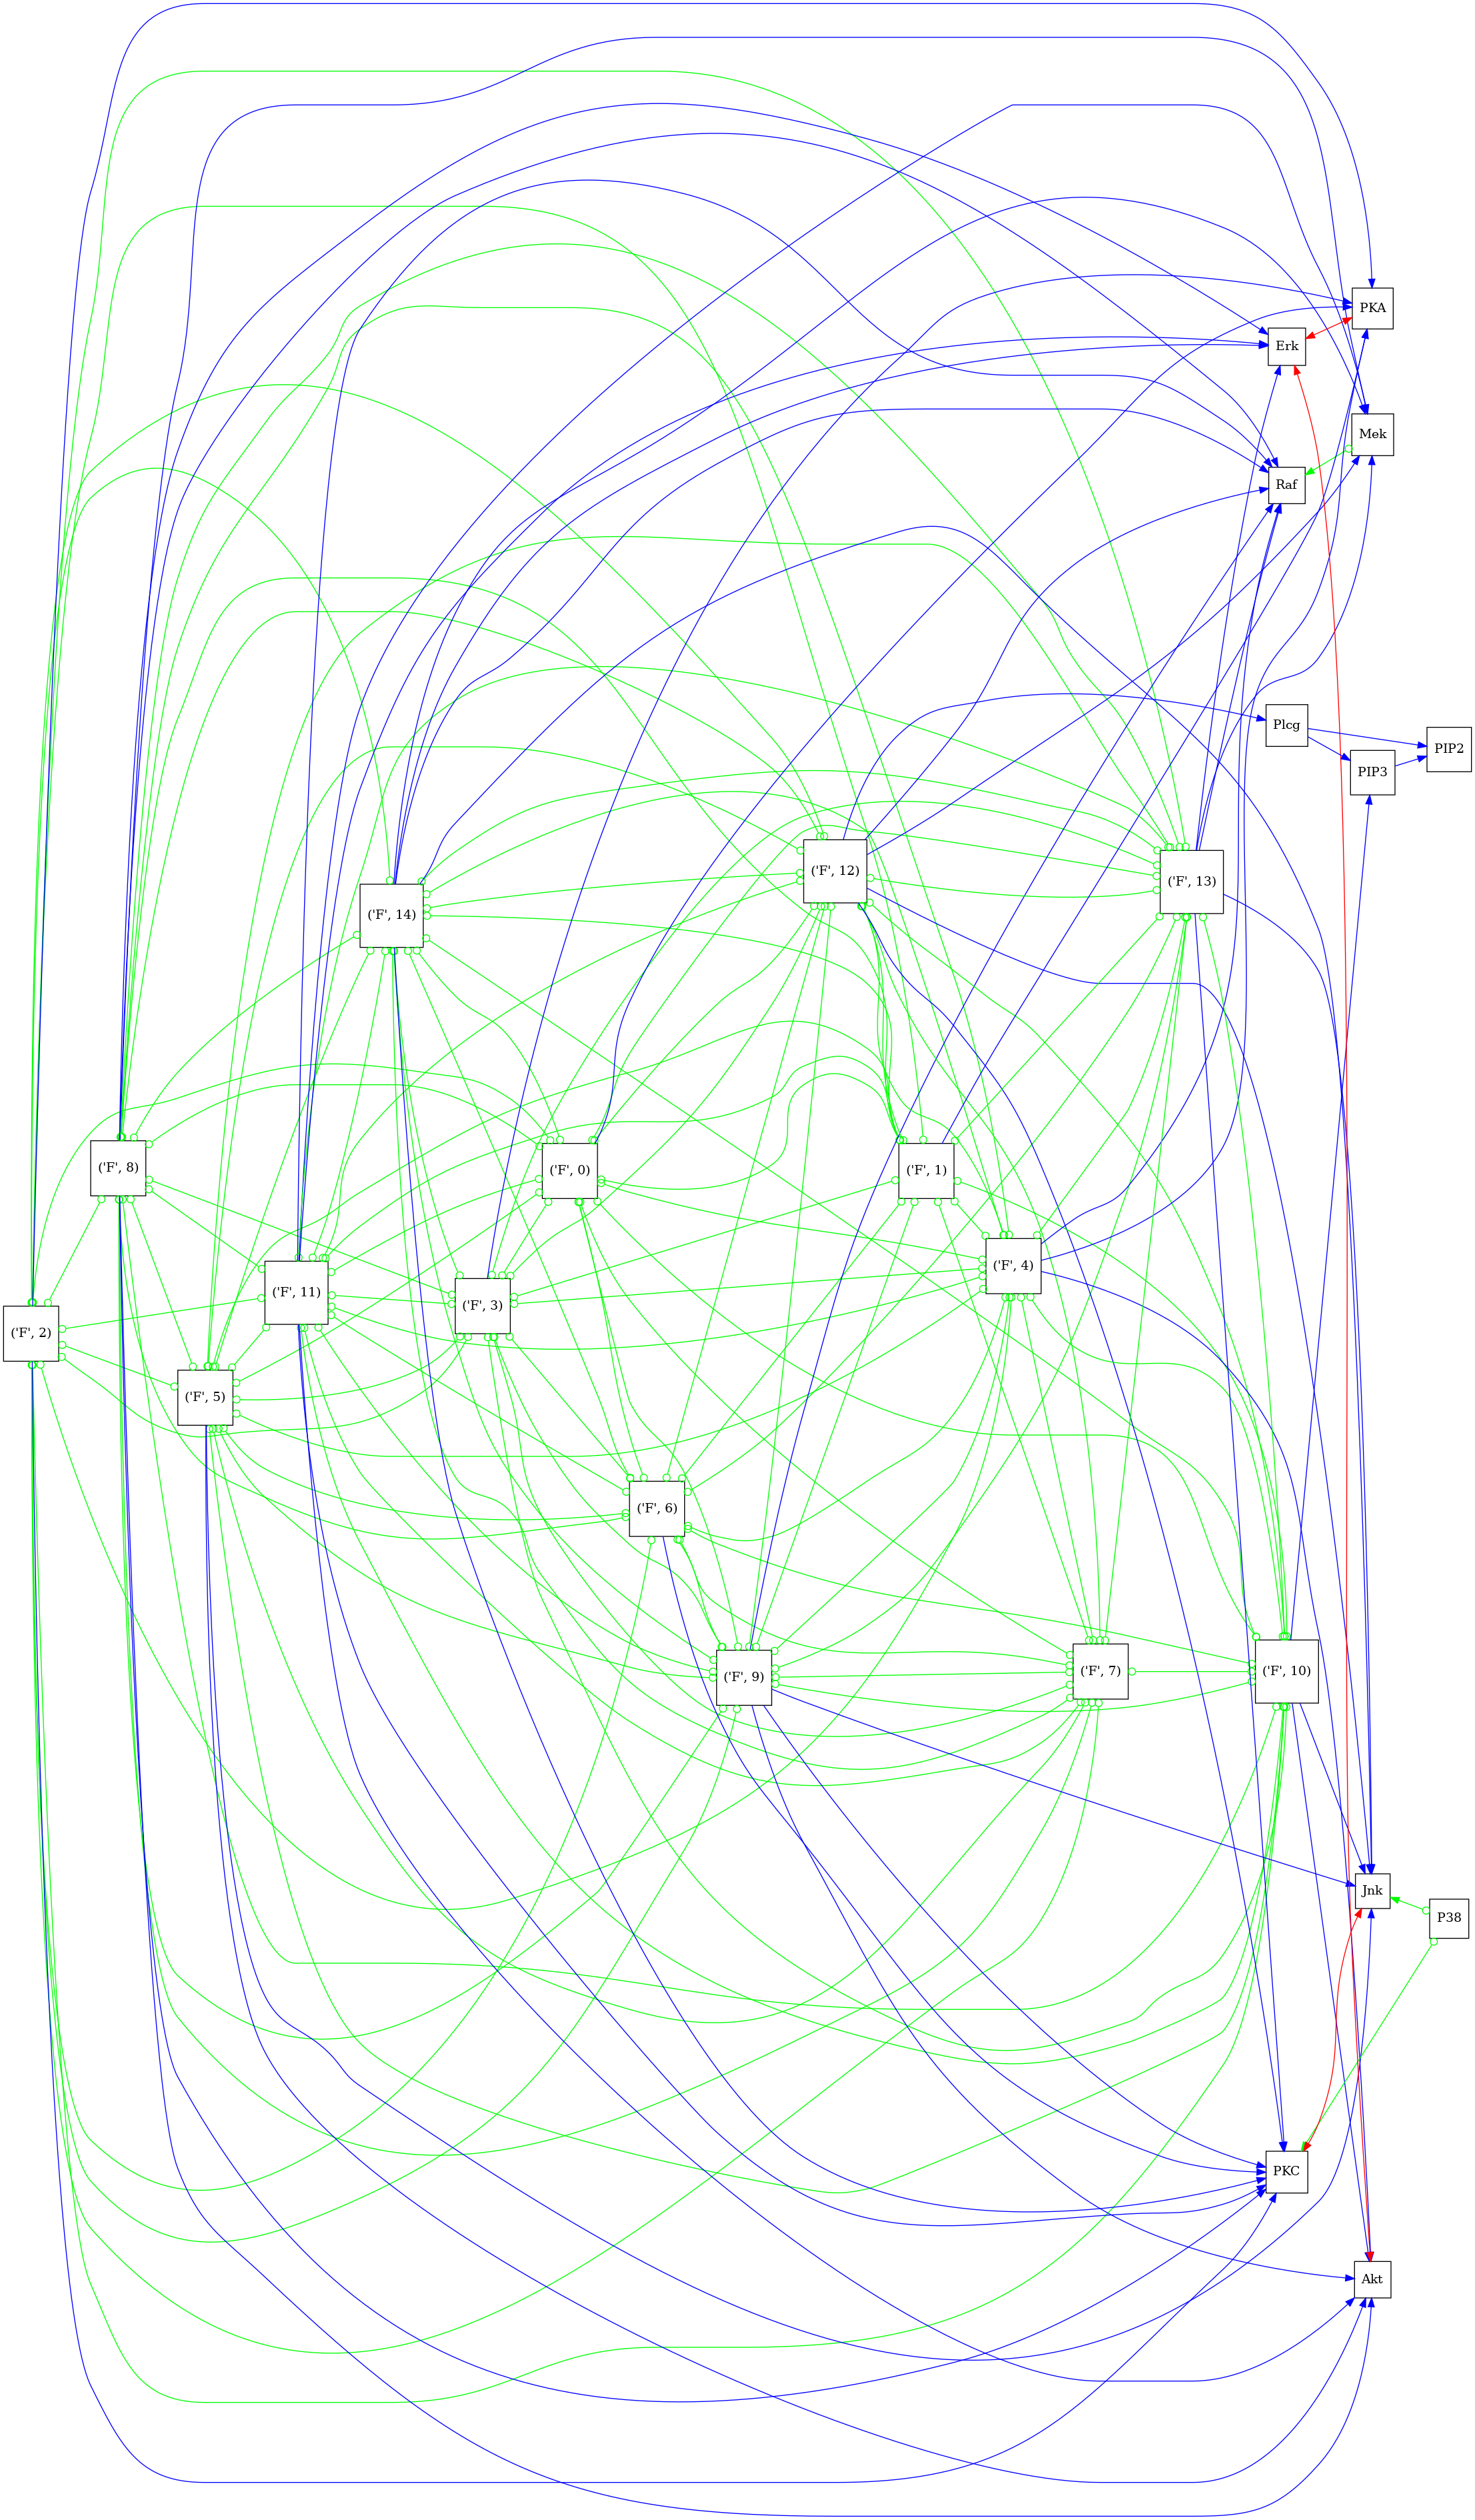 PKA
Erk
Mek
Raf
Plcg
PIP2
PIP3
('F', 12)
('F', 13)
('F', 14)
('F', 8)
('F', 0)
('F', 1)
('F', 4)
('F', 11)
('F', 3)
('F', 2)
('F', 5)
('F', 6)
('F', 9)
('F', 7)
('F', 10)
Jnk
P38
PKC
Akt